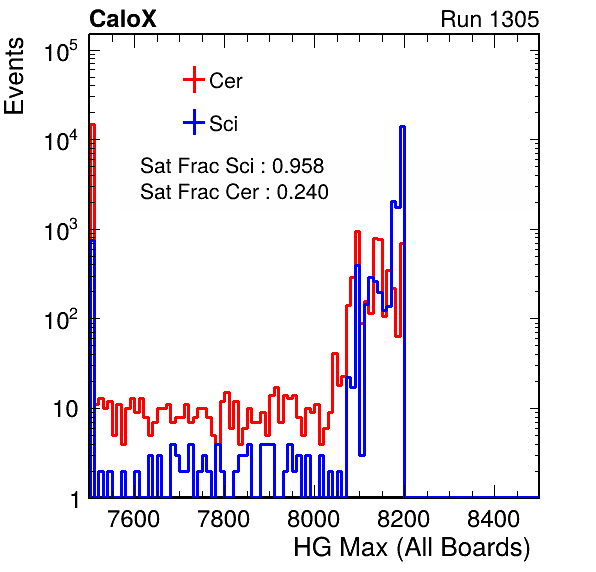 CaloX Run 1305
Events
10^5
10^4
10^3
10^2
10
1
Cer
Sci
Sat Frac Sci : 0.958
Sat Frac Cer : 0.240
7600 7800 8000 8200 8400
HG Max (All Boards)